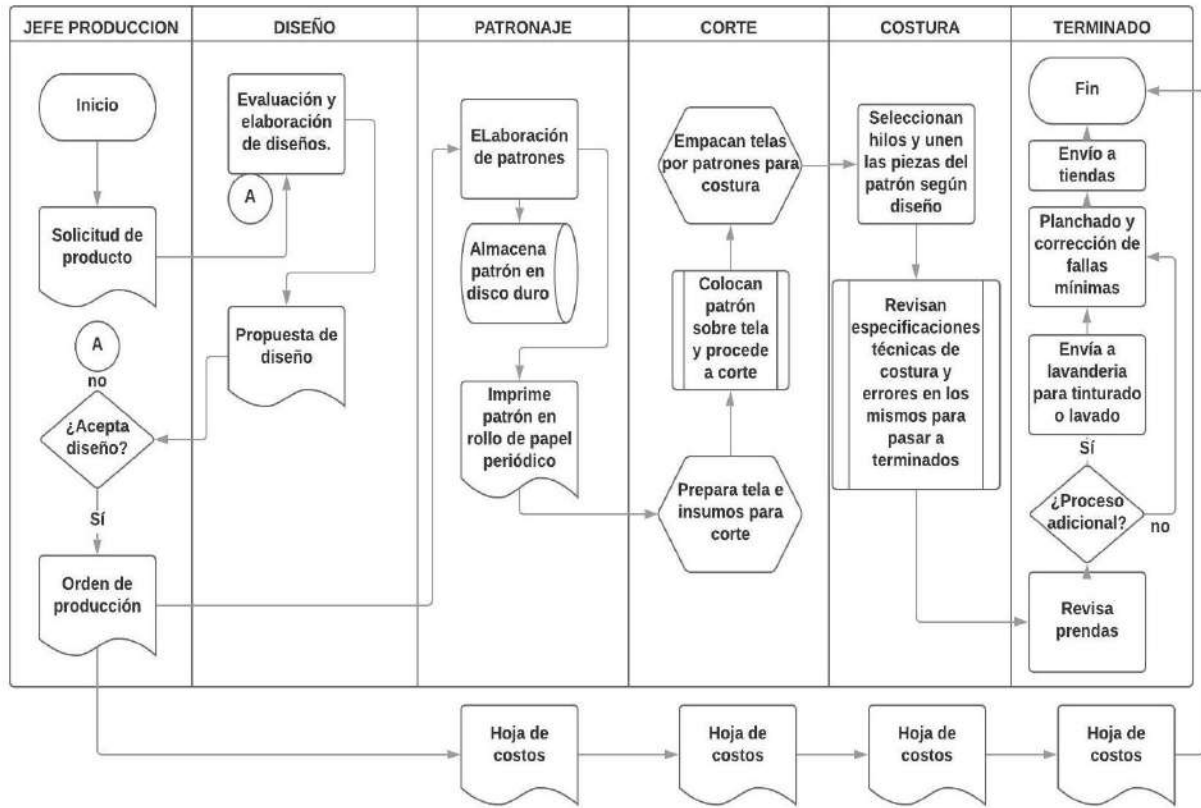 JEFE PRODUCCION
DISEÑO
PATRONAJE
CORTE
COSTURA
TERMINADO
Inicio
Solicitud de
producto
A
no
¿Acepta
diseño?
Sí
Orden de
producción
Evaluación y
elaboración
de diseños.
A
Propuesta de
diseño
ELaboración
de patrones
Almacena
patrón en
disco duro
Imprime
patrón en
rollo de papel
periódico
Empacan telas
por patrones para
costura
Colocan
patrón
sobre tela
y procede
a corte
Prepara tela e
insumos para
corte
Seleccionan
hilos y unen
las piezas del
patrón según
diseño
Revisan
especificaciones
técnicas de
costura y
errores en los
mismos para
pasar a
terminados
Fin
Envío a
tiendas
Planchado y
corrección de
fallas
mínimas
Envía a
lavanderia
para tinturado
o lavado
Sí
¿Proceso
adicional?
no
Revisa
prendas
Hoja de
costos
Hoja de
costos
Hoja de
costos
Hoja de
costos